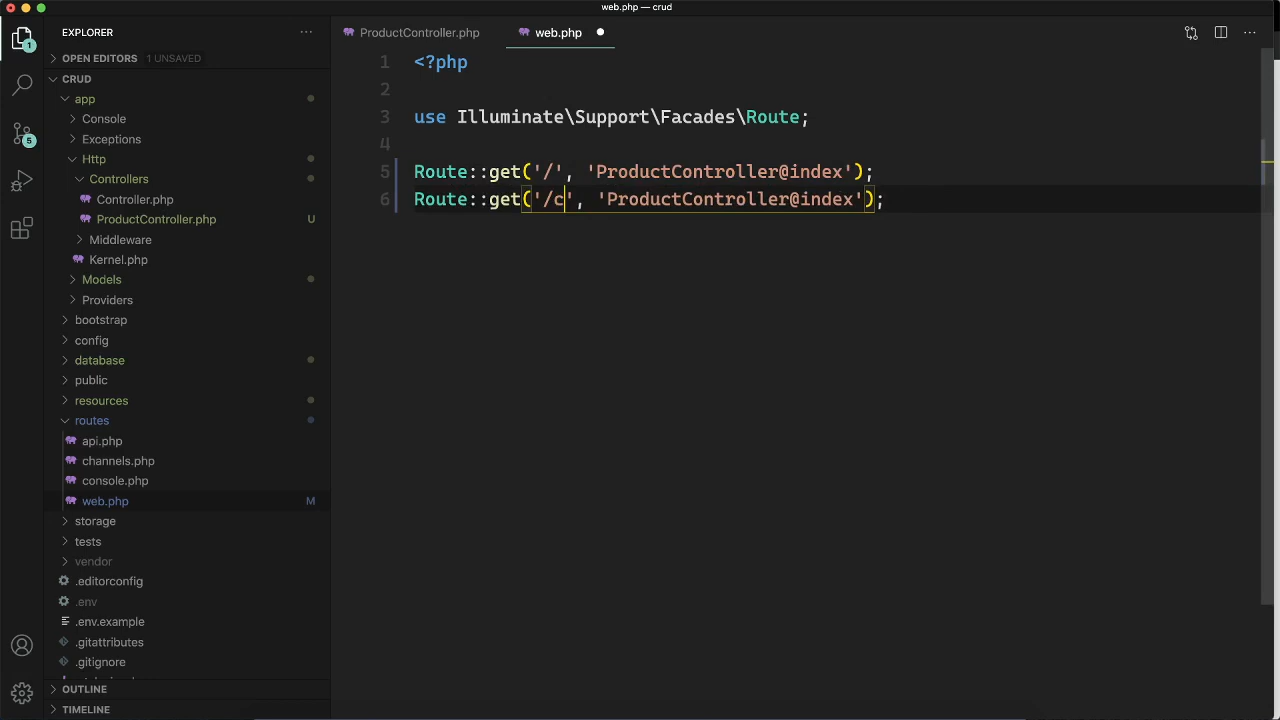 web.php — crud
EXPLORER
OPEN EDITORS 1 UNSAVED
CRUD
app
Console
Exceptions
Http
Controllers
Controller.php
ProductController.php U
Middleware
Kernel.php
Models
Providers
bootstrap
config
database
public
resources
routes
api.php
channels.php
console.php
web.php M
storage
tests
vendor
.editorconfig
.env
.env.example
.gitattributes
.gitignore
OUTLINE
TIMELINE
1
5
ProductController.php
web.php
1 <?php
2
3 use Illuminate\Support\Facades\Route;
4
5 Route::get('/', 'ProductController@index');
6 Route::get('/c', 'ProductController@index');